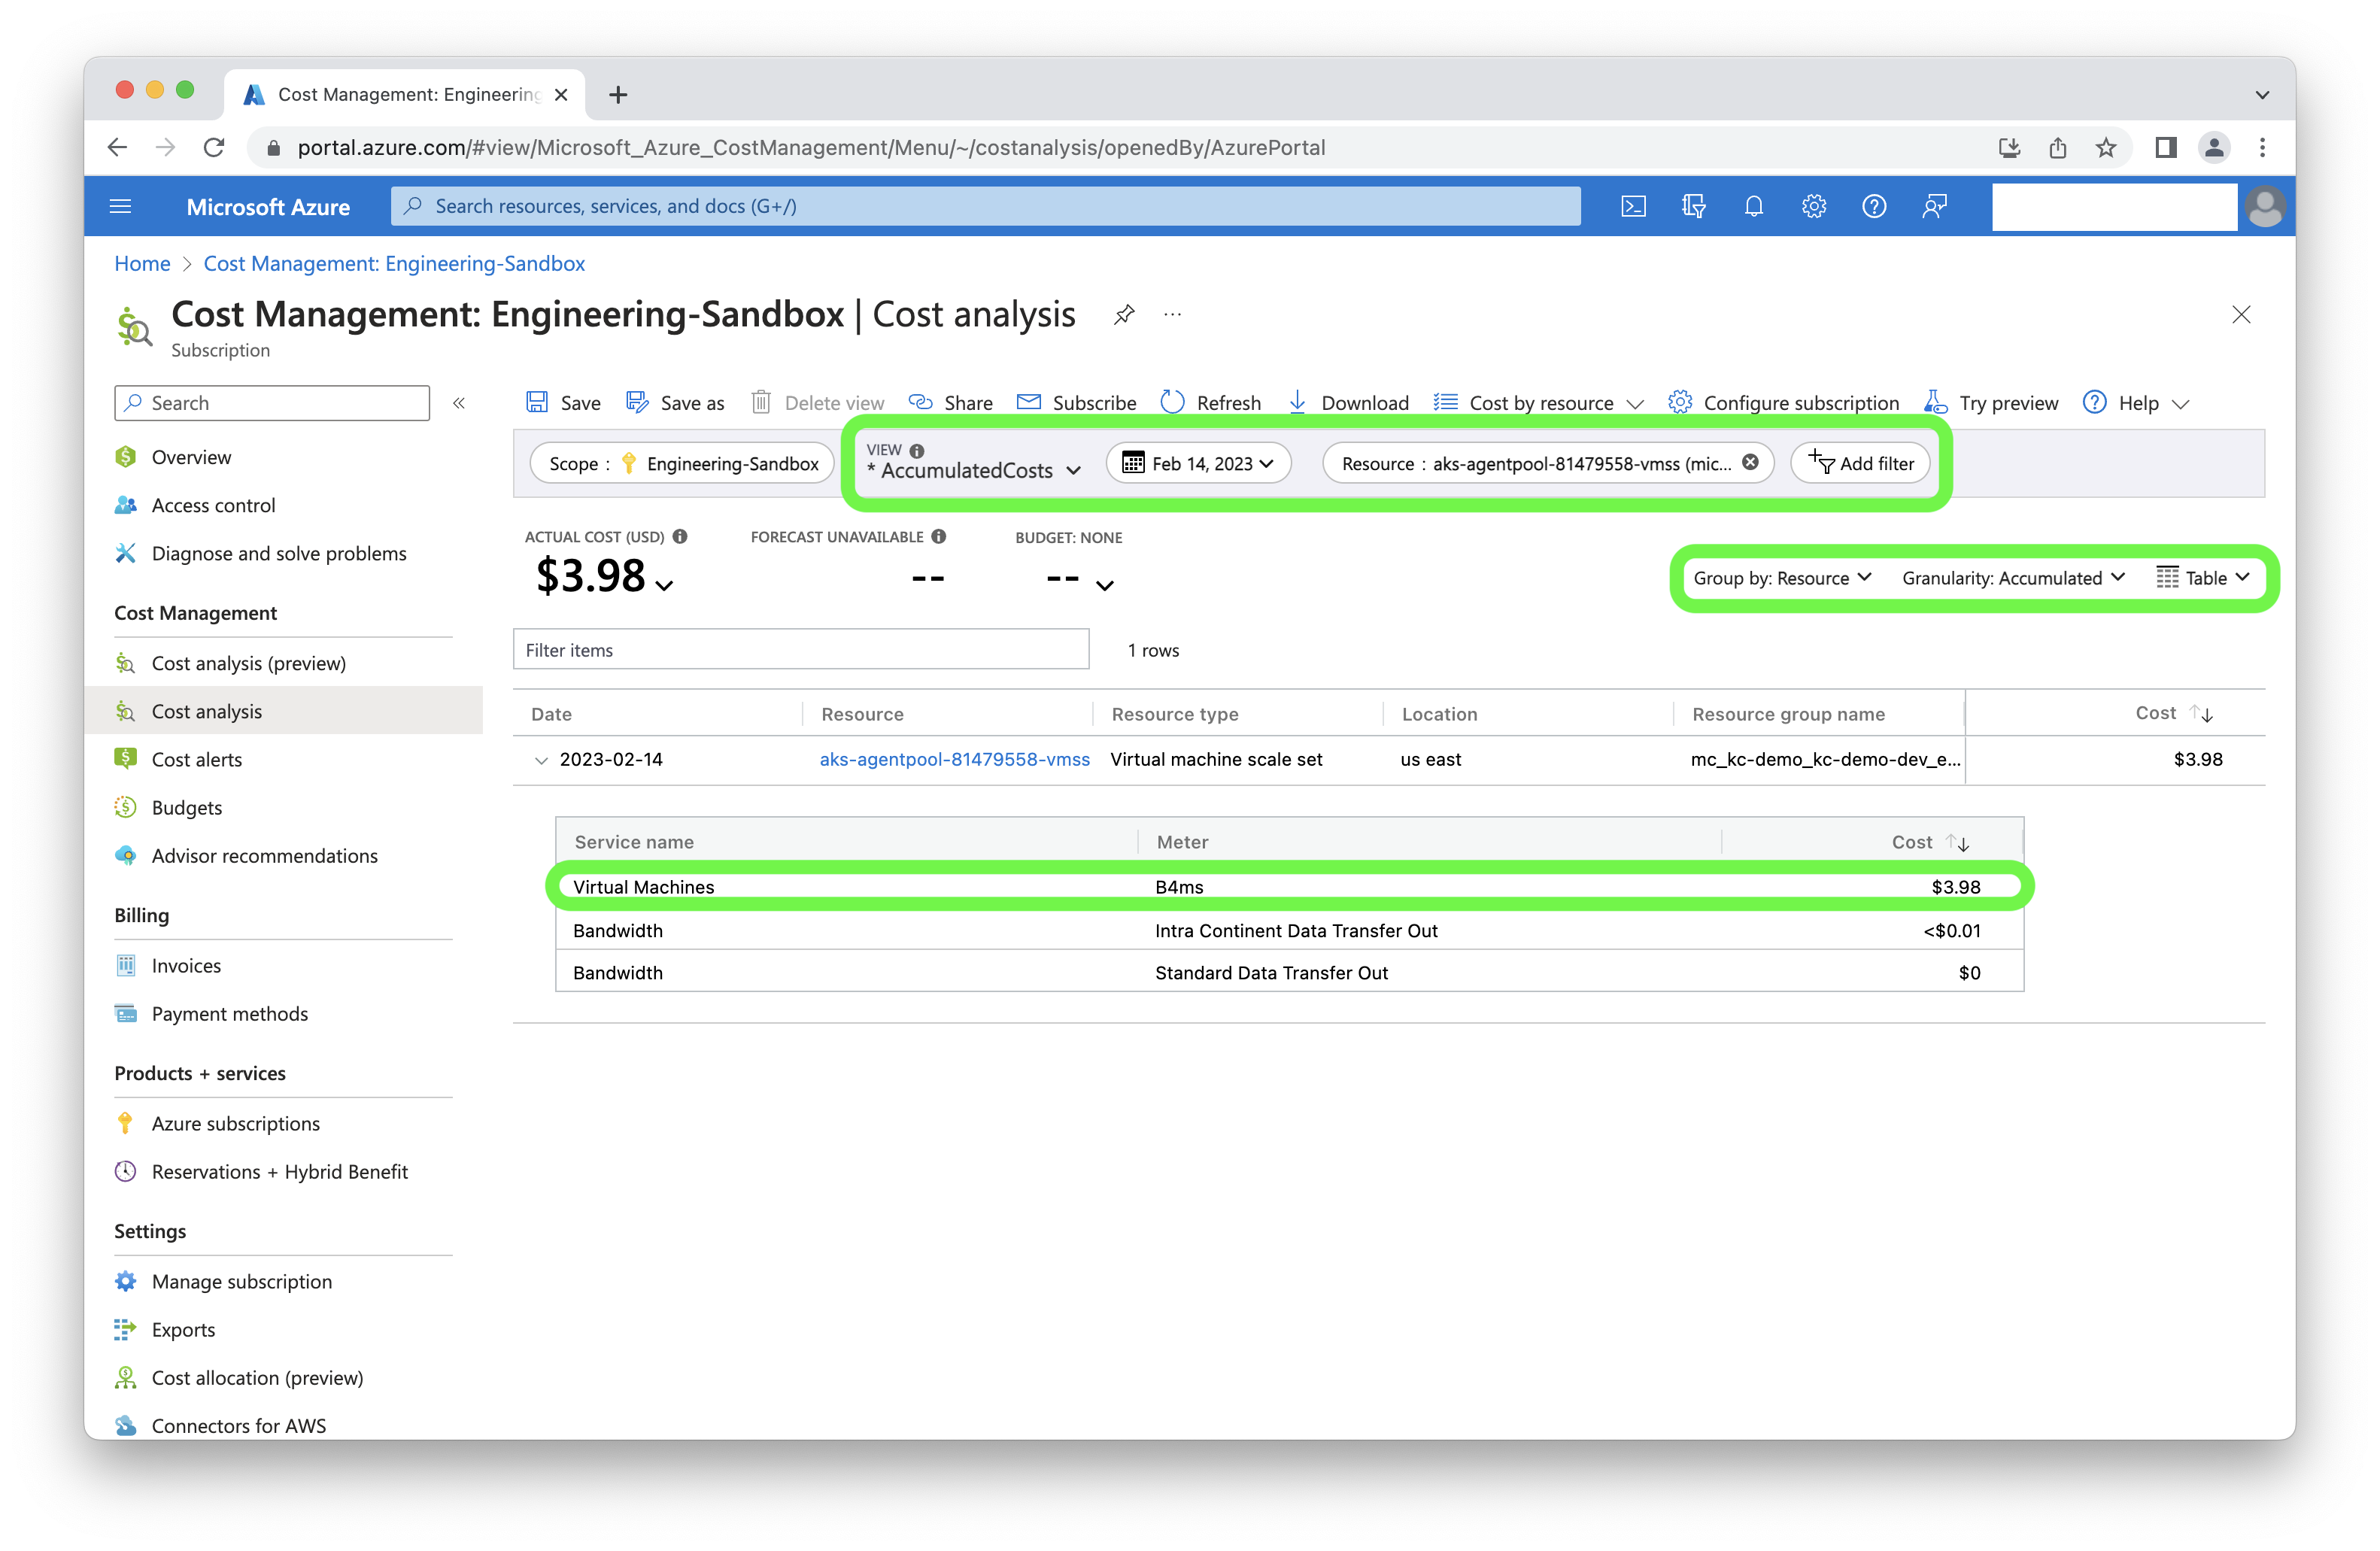 Cost Management: Engineering
portal.azure.com/#view/Microsoft_Azure_CostManagement/Menu/~/costanalysis/openedBy/AzurePortal
Microsoft Azure
Search resources, services, and docs (G+/)
Home > Cost Management: Engineering-Sandbox
Cost Management: Engineering-Sandbox | Cost analysis
Subscription
Search
Save Save as Delete view Share Subscribe Refresh Download Cost by resource Configure subscription Try preview Help
Overview
Access control
Diagnose and solve problems
Cost Management
Cost analysis (preview)
Cost analysis
Cost alerts
Budgets
Advisor recommendations
Billing
Invoices
Payment methods
Products + services
Azure subscriptions
Reservations + Hybrid Benefit
Settings
Manage subscription
Exports
Cost allocation (preview)
Connectors for AWS
Scope : Engineering-Sandbox
VIEW
* AccumulatedCosts
Feb 14, 2023
Resource : aks-agentpool-81479558-vmss (mic...
Add filter
ACTUAL COST (USD)
$3.98
FORECAST UNAVAILABLE
--
BUDGET: NONE
--
Group by: Resource Granularity: Accumulated Table
Filter items
1 rows
Date Resource Resource type Location Resource group name Cost
2023-02-14 aks-agentpool-81479558-vmss Virtual machine scale set us east mc_kc-demo_kc-demo-dev_e... $3.98
Service name Meter Cost
Virtual Machines B4ms $3.98
Bandwidth Intra Continent Data Transfer Out <$0.01
Bandwidth Standard Data Transfer Out $0